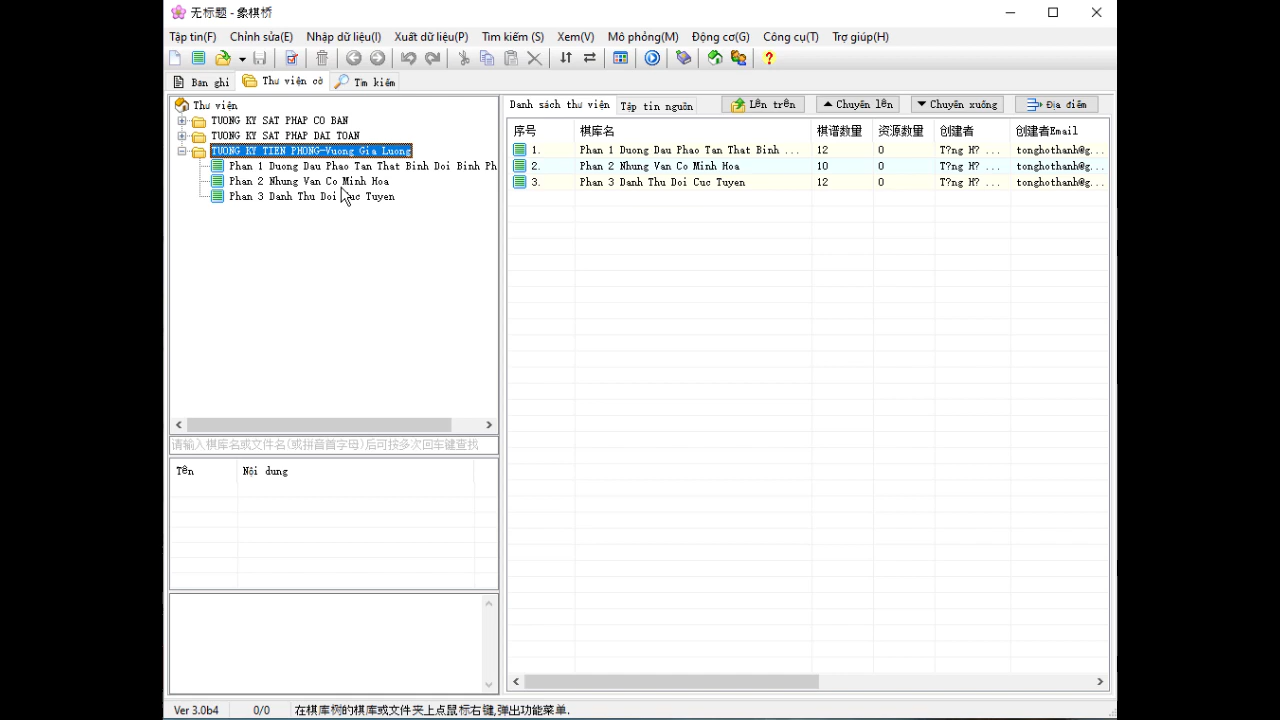 无标题 - 象棋桥
Tập tin(F) Chỉnh sửa(E) Nhập dữ liệu(I) Xuất dữ liệu(P) Tìm kiếm (S) Xem(V) Mô phỏng(M) Động cơ(G) Công cụ(T) Trợ giúp(H)
Bản ghi Thư viện cờ Tìm kiếm
Thư viện
TUONG KY SAT PHAP CO BAN
TUONG KY SAT PHAP DAI TOAN
TUONG KY TIEN PHONG-Vuong Gia Luong
Phan 1 Duong Dau Phao Tan That Binh Doi Binh Ph
Phan 2 Nhung Van Co Minh Hoa
Phan 3 Danh Thu Doi Cuc Tuyen
请输入棋库名或文件名(或拼音首字母)后可按多次回车键查找
Tên Nội dung
Danh sách thư viện Tập tin nguồn Lên trên Chuyển lên Chuyển xuống Địa điểm
序号 棋库名 棋谱数量 资源数量 创建者 创建者Email
1. Phan 1 Duong Dau Phao Tan That Binh ... 12 0 T?ng H? ... tonghothanh@g...
2. Phan 2 Nhung Van Co Minh Hoa 10 0 T?ng H? ... tonghothanh@g...
3. Phan 3 Danh Thu Doi Cuc Tuyen 12 0 T?ng H? ... tonghothanh@g...
Ver 3.0b4 0/0 在棋库树的棋库或文件夹上点鼠标右键,弹出功能菜单.